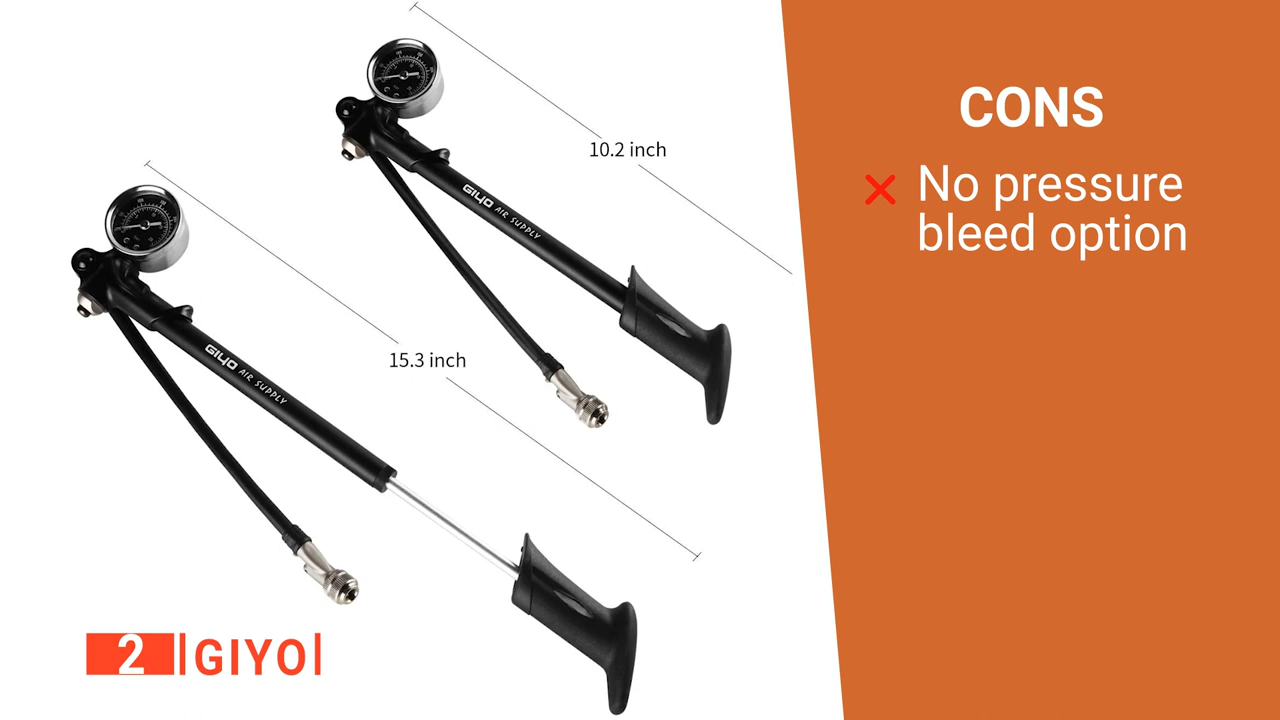 10.2 inch
GIYO AIR SUPPLY
15.3 inch
GIYO AIR SUPPLY
2 GIYO
CONS
No pressure
bleed option